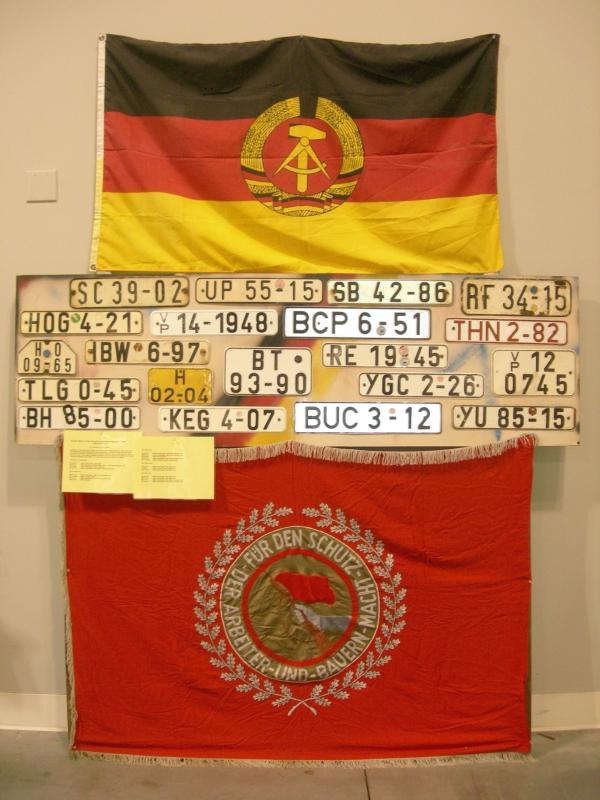 SC 39-02
UP 55-15
SB 42-86
RF 34-15
HOG 4-21
VP 14-1948
BCP 6-51
THN 2-82
HO
09-65
IBW 6-97
BT
93-90
RE 19-45
VP 12
0745
TLG 0-45
H
02-04
YGC 2-26
BH 85-00
KEG 4-07
BUC 3-12
YU 85-15
FÜR DEN SCHUTZ
DER ARBEITER-UND-BAUERN-MACHT